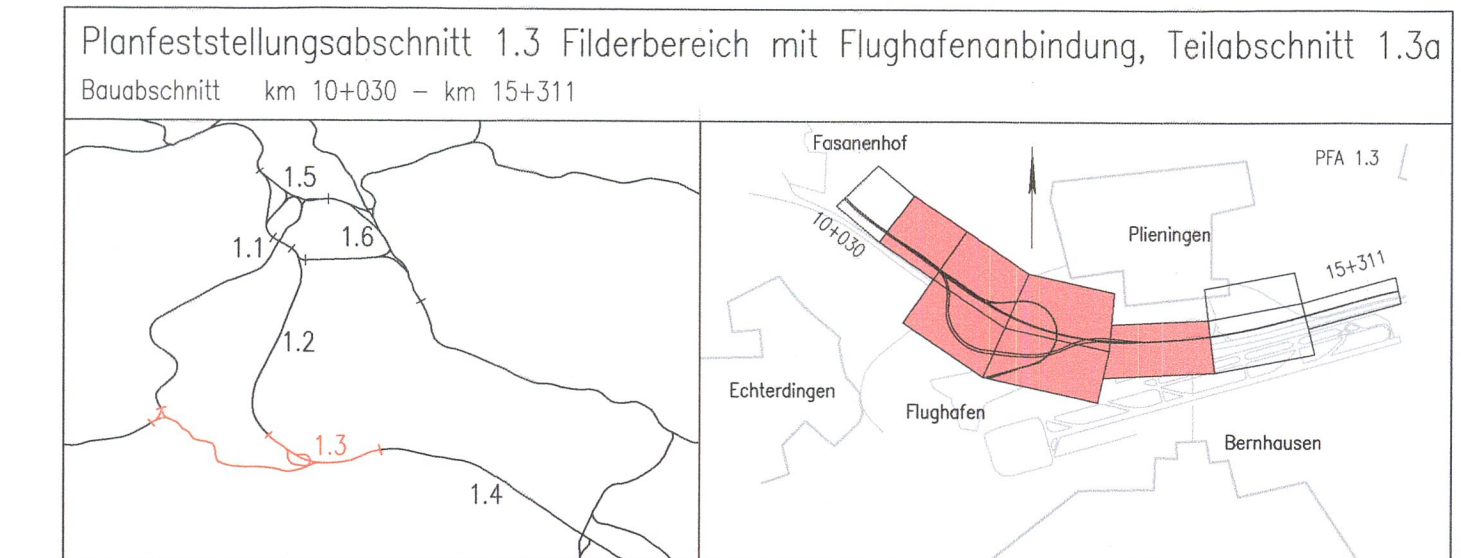 Planfeststellungsabschnitt 1.3 Filderbereich mit Flughafenanbindung, Teilabschnitt 1.3a
Bauabschnitt km 10+030 – km 15+311
1.5
1.6
1.1
1.2
1.3
1.4
Fasanenhof
PFA 1.3
10+030
Plieningen
15+311
Echterdingen
Flughafen
Bernhausen